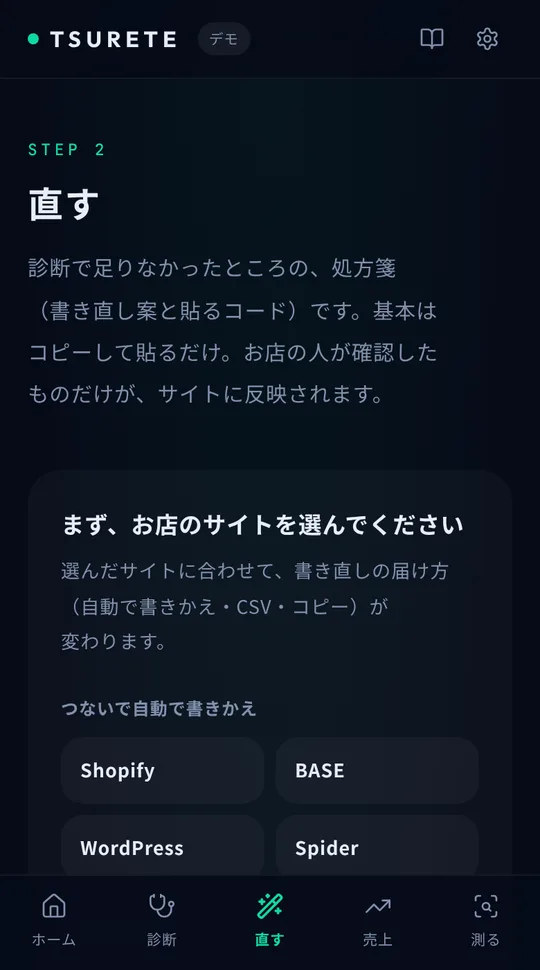 TSURETE デモ
STEP 2
直す
診断で足りなかったところの、処方箋
（書き直し案と貼るコード）です。基本は
コピーして貼るだけ。お店の人が確認した
ものだけが、サイトに反映されます。
まず、お店のサイトを選んでください
選んだサイトに合わせて、書き直しの届け方
（自動で書きかえ・CSV・コピー）が
変わります。
つないで自動で書きかえ
Shopify BASE
WordPress Spider
ホーム 診断 直す 売上 測る